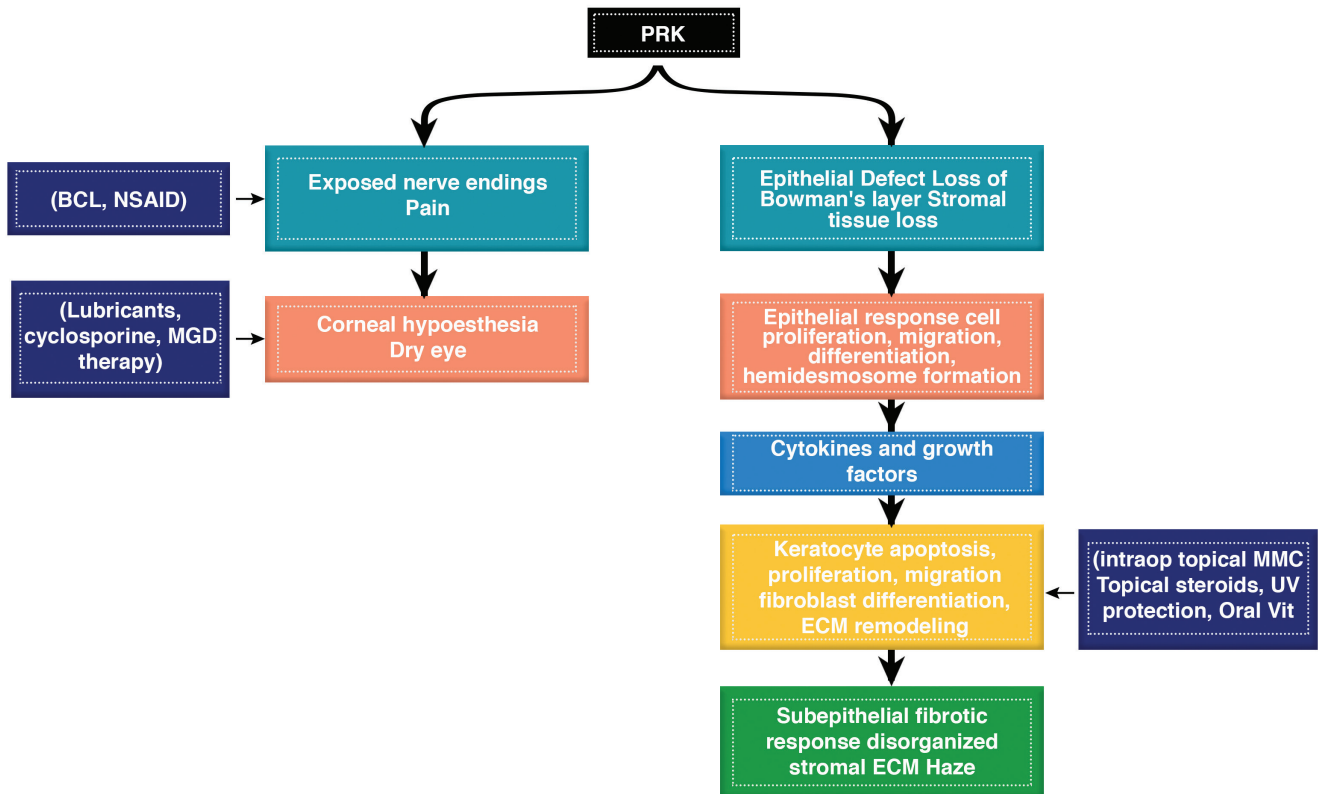 PRK
(BCL, NSAID)
Exposed nerve endings
Pain
Epithelial Defect Loss of
Bowman's layer Stromal
tissue loss
(Lubricants,
cyclosporine, MGD
therapy)
Corneal hypoesthesia
Dry eye
Epithelial response cell
proliferation, migration,
differentiation,
hemidesmosome formation
Cytokines and growth
factors
Keratocyte apoptosis,
proliferation, migration
fibroblast differentiation,
ECM remodeling
(intraop topical MMC
Topical steroids, UV
protection, Oral Vit
Subepithelial fibrotic
response disorganized
stromal ECM Haze